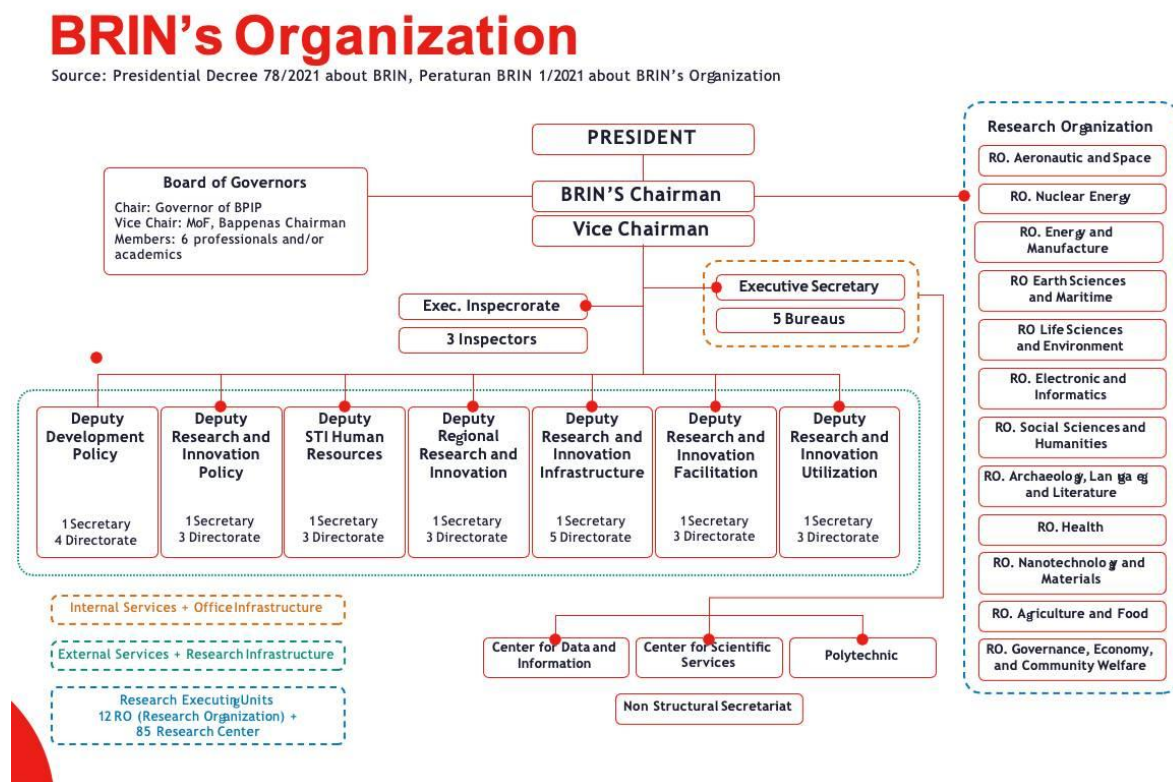 BRIN's Organization
Source: Presidential Decree 78/2021 about BRIN, Peraturan BRIN 1/2021 about BRIN's Organization
PRESIDENT
BRIN'S Chairman
Vice Chairman
Board of Governors
Chair: Governor of BPIP
Vice Chair: MoF, Bappenas Chairman
Members: 6 professionals and/or
academics
Executive Secretary
5 Bureaus
Exec. Inspecrorate
3 Inspectors
Deputy
Development
Policy
1 Secretary
4 Directorate
Deputy
Research and
Innovation
Policy
1 Secretary
3 Directorate
Deputy
STI Human
Resources
1 Secretary
3 Directorate
Deputy
Regional
Research and
Innovation
1 Secretary
3 Directorate
Deputy
Research and
Innovation
Infrastructure
1 Secretary
5 Directorate
Deputy
Research and
Innovation
Facilitation
1 Secretary
3 Directorate
Deputy
Research and
Innovation
Utilization
1 Secretary
3 Directorate
Internal Services + Office Infrastructure
External Services + Research Infrastructure
Research Executing Units
12 RO (Research Organization) +
85 Research Center
Center for Data and
Information
Center for Scientific
Services
Polytechnic
Non Structural Secretariat
Research Organization
RO. Aeronautic and Space
RO. Nuclear Energy
RO. Energy and
Manufacture
RO Earth Sciences
and Maritime
RO Life Sciences
and Environment
RO. Electronic and
Informatics
RO. Social Sciences and
Humanities
RO. Archaeology, Language
and Literature
RO. Health
RO. Nanotechnology and
Materials
RO. Agriculture and Food
RO. Governance, Economy,
and Community Welfare